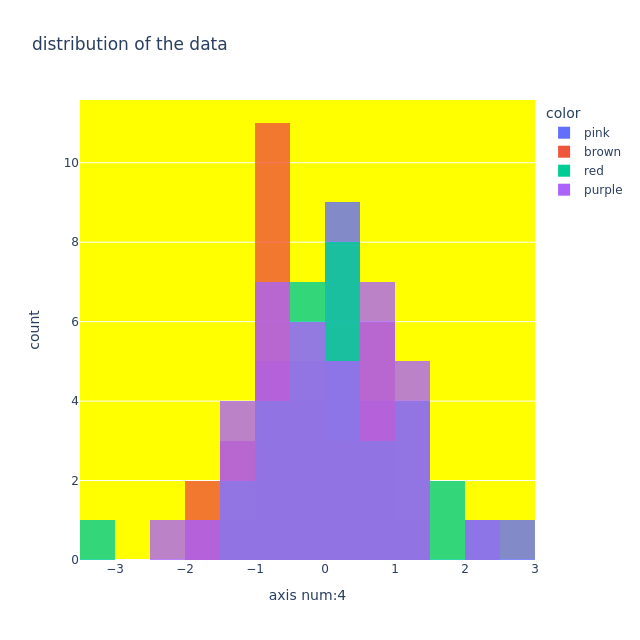 distribution of the data
color
pink
brown
red
purple
count
10
8
6
4
2
0
−3
−2
−1
0
1
2
3
axis num:4